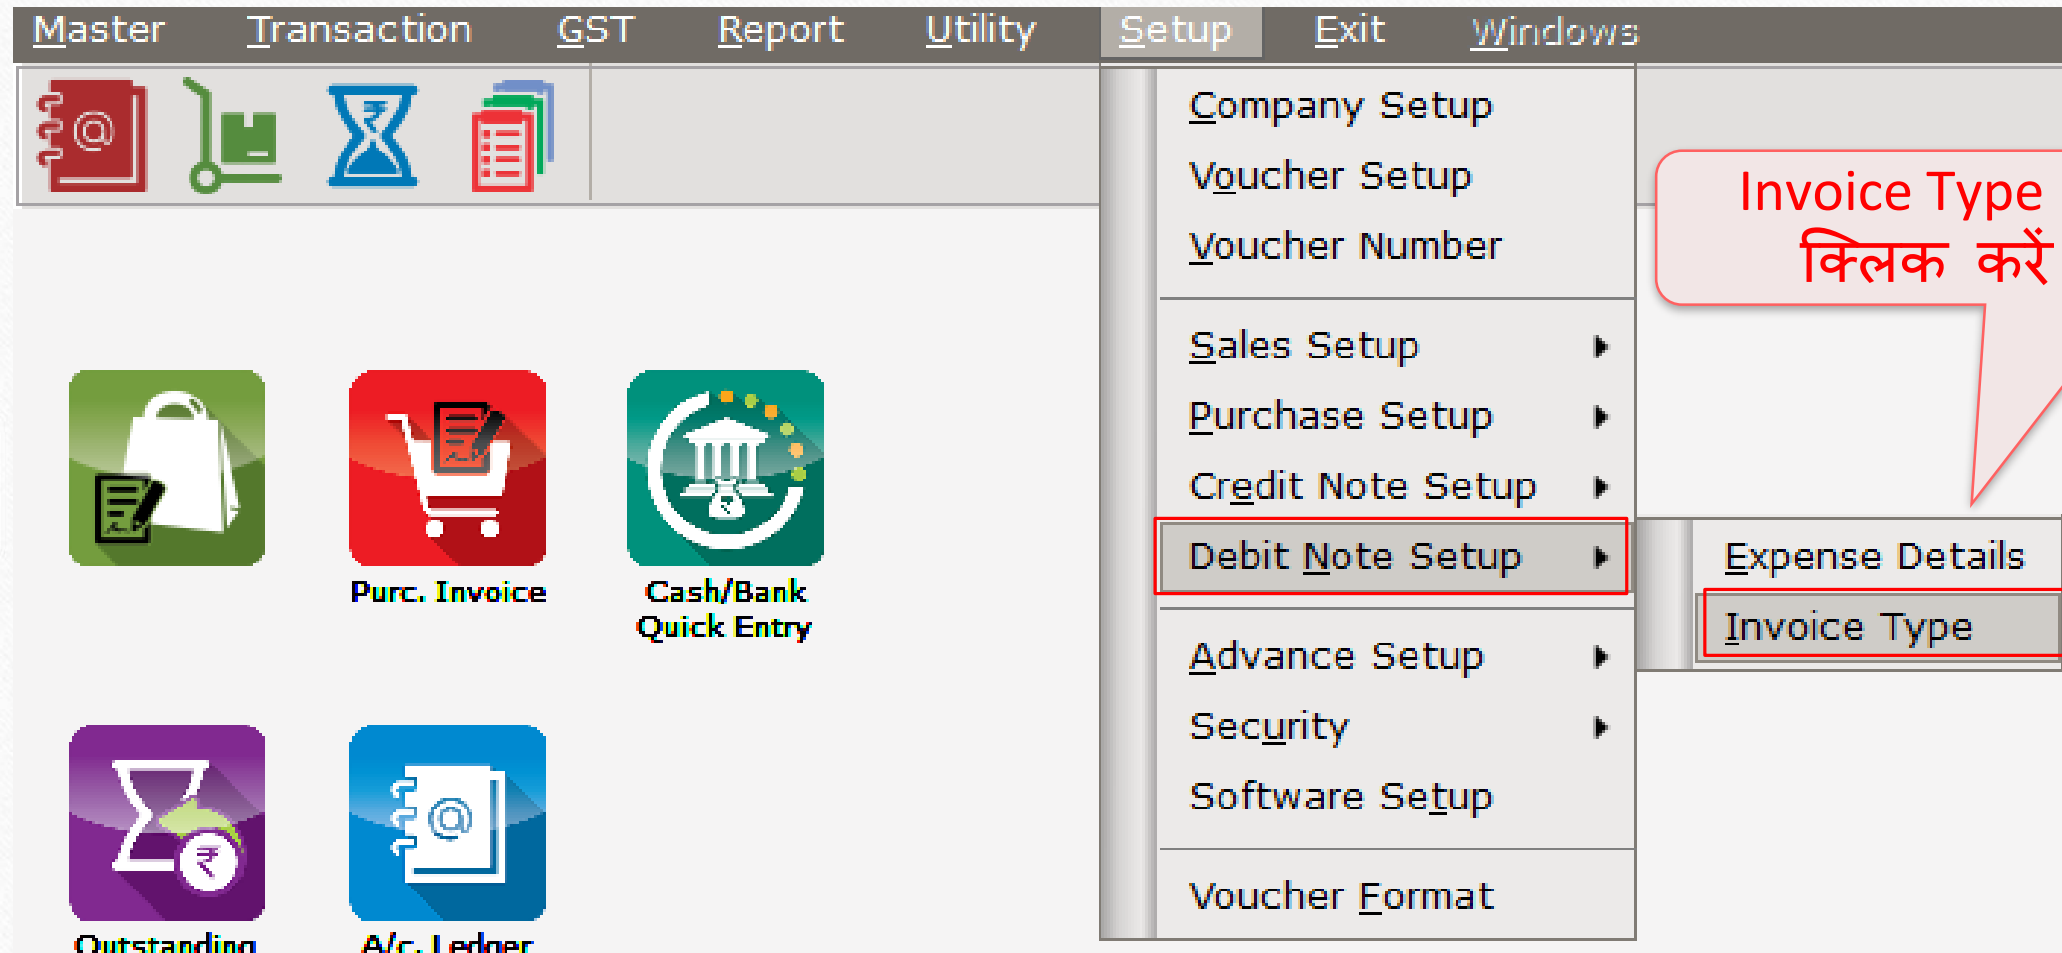 Master Transaction GST Report Utility Setup Exit Windows
Company Setup
Voucher Setup
Voucher Number
Sales Setup
Purchase Setup
Credit Note Setup
Debit Note Setup
Advance Setup
Security
Software Setup
Voucher Format
Expense Details
Invoice Type
Invoice Type
क्लिक करें
Purc. Invoice
Cash/Bank
Quick Entry
Outstanding
A/c. Ledger